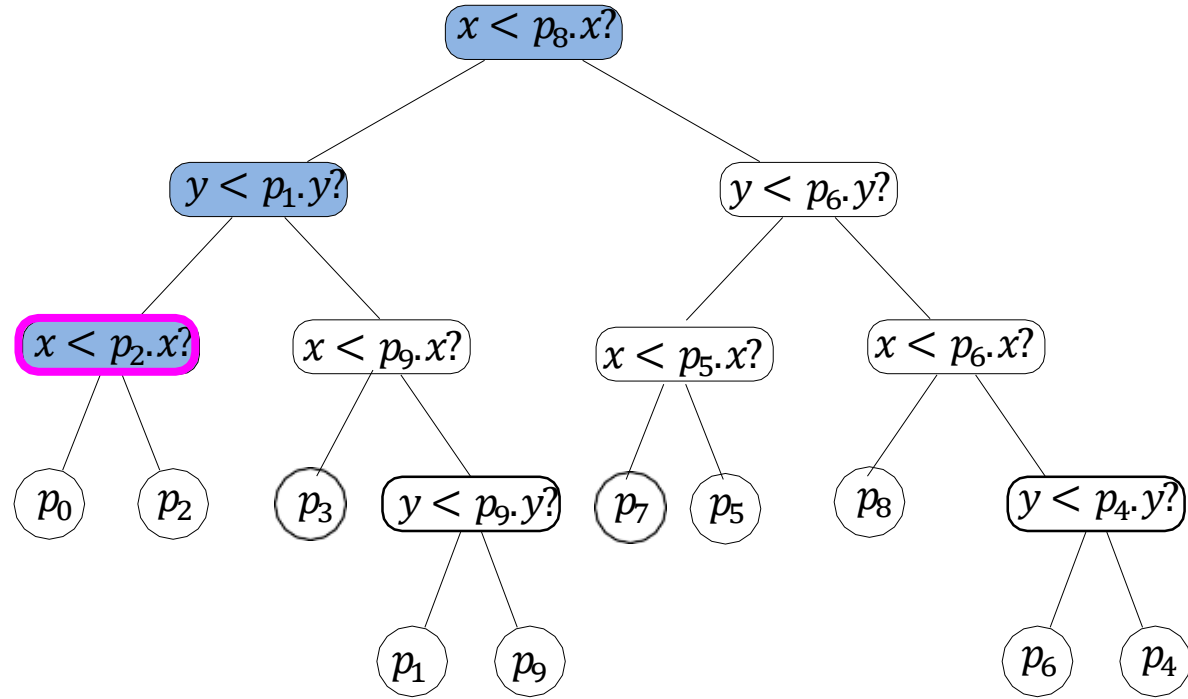 x < p₈.x?
y < p₁.y?
y < p₆.y?
x < p₂.x?
x < p₉.x?
x < p₅.x?
x < p₆.x?
p₀
p₂
p₃
y < p₉.y?
p₇
p₅
p₈
y < p₄.y?
p₁
p₉
p₆
p₄